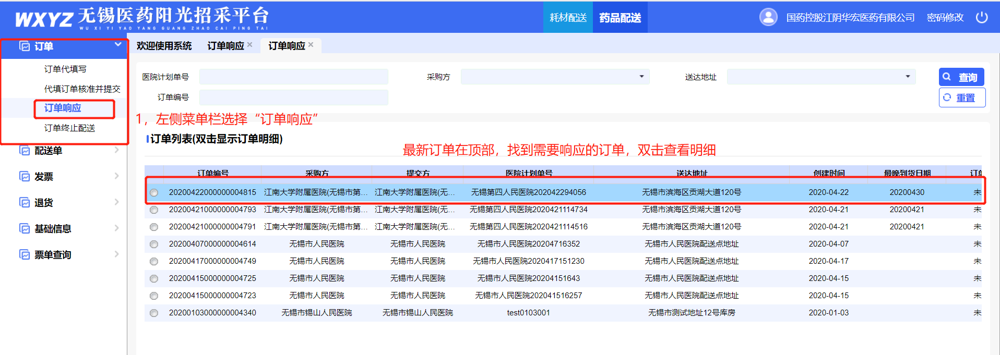 WXYZ 无锡医药阳光招采平台
WU XI YI YAO YANG GUANG ZHAO CAI PING TAI
耗材配送 药品配送 国药控股江阴华宏医药有限公司 密码修改
订单
订单代填写
代填订单核准并提交
订单响应
订单终止配送
配送单
发票
退货
基础信息
票单查询
欢迎使用系统 订单响应 × 订单响应 ×
医院计划单号 采购方 送达地址 查询
订单编号 重置
1，左侧菜单栏选择“订单响应”
订单列表(双击显示订单明细)
最新订单在顶部，找到需要响应的订单，双击查看明细
订单编号 采购方 提交方 医院计划单号 送达地址 创建时间 最晚到货日期 订单
20200422000000004815 江南大学附属医院(无锡市第... 江南大学附属医院(无... 无锡第四人民医院202042294056 无锡市滨海区贡湖大道120号 2020-04-22 20200430 未
20200421000000004793 江南大学附属医院(无锡市第... 江南大学附属医院(无... 无锡第四人民医院2020421114734 无锡市滨海区贡湖大道120号 2020-04-21 20200421 未
20200421000000004791 江南大学附属医院(无锡市第... 江南大学附属医院(无... 无锡第四人民医院2020421114516 无锡市滨海区贡湖大道120号 2020-04-21 20200421 未
20200407000000004614 无锡市人民医院 无锡市人民医院 无锡市人民医院20204716352 无锡市人民医院配送点地址 2020-04-07 未
20200417000000004749 无锡市人民医院 无锡市人民医院 无锡市人民医院2020417151230 无锡市人民医院配送点地址 2020-04-17 未
20200415000000004725 无锡市人民医院 无锡市人民医院 无锡市人民医院20204151643 无锡市人民医院配送点地址 2020-04-15 未
20200415000000004723 无锡市人民医院 无锡市人民医院 无锡市人民医院202041516257 无锡市人民医院配送点地址 2020-04-15 未
20200103000000004340 无锡市锡山人民医院 无锡市锡山人民医院 test0103001 无锡市测试地址12号库房 2020-01-03 未